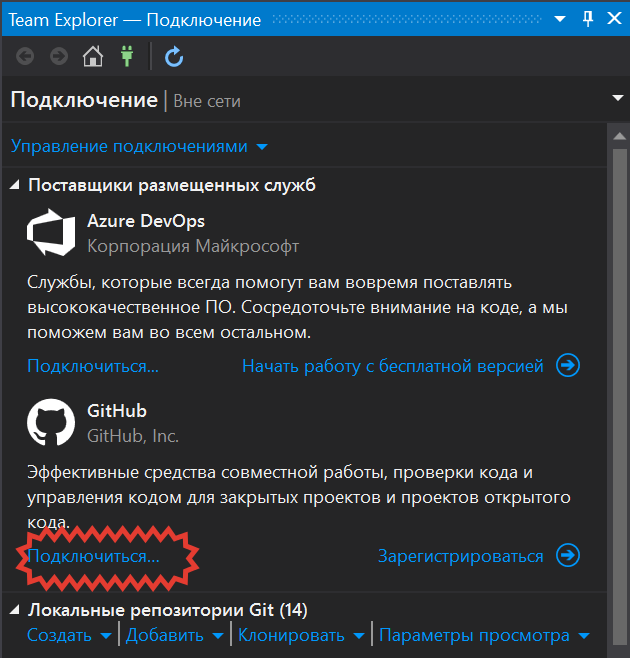 Team Explorer — Подключение
Подключение | Вне сети
Управление подключениями
Поставщики размещенных служб
Azure DevOps
Корпорация Майкрософт
Службы, которые всегда помогут вам вовремя поставлять
высококачественное ПО. Сосредоточьте внимание на коде, а мы
поможем вам во всем остальном.
Подключиться... Начать работу с бесплатной версией
GitHub
GitHub, Inc.
Эффективные средства совместной работы, проверки кода и
управления кодом для закрытых проектов и проектов открытого
кода.
Подключиться... Зарегистрироваться
Локальные репозитории Git (14)
Создать | Добавить | Клонировать | Параметры просмотра